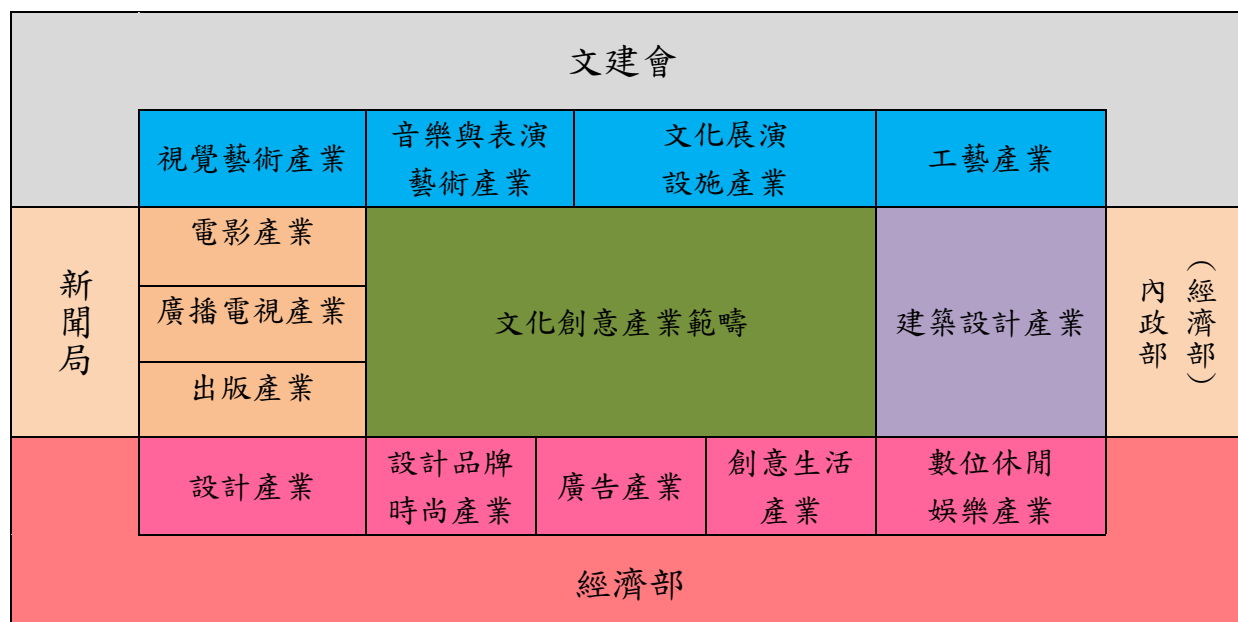 文建會
視覺藝術產業
音樂與表演
藝術產業
文化展演
設施產業
工藝產業
新聞局
電影產業
廣播電視產業
出版產業
文化創意產業範疇
建築設計產業
內政部
（經濟部）
設計產業
設計品牌
時尚產業
廣告產業
創意生活
產業
數位休閒
娛樂產業
經濟部